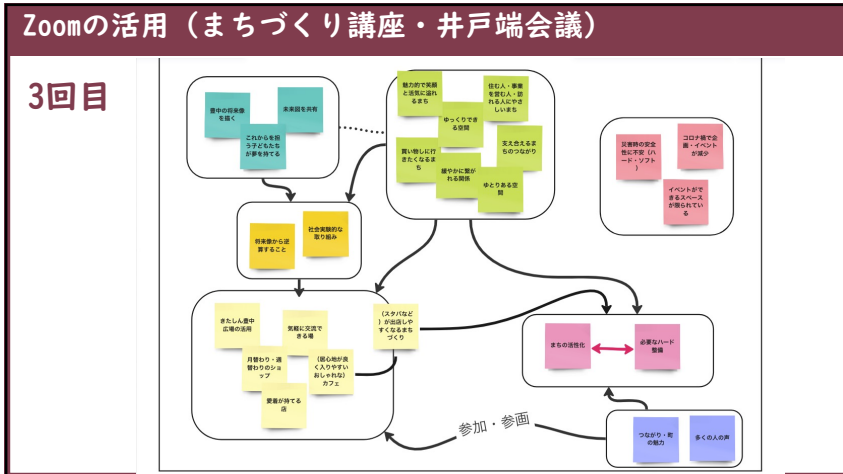 Zoomの活用（まちづくり講座・井戸端会議）
3回目
豊中の将来像
を描く
未来図を共有
これからを担
う子どもたち
が夢を持てる
魅力的で笑顔
と活気に溢れ
るまち
住む人・事業
を営む人・訪
れる人にやさ
しいまち
ゆっくりでき
る空間
買い物しに行
きたくなるま
ち
支え合えるま
ちのつながり
緩やかに繋が
れる関係
ゆとりある空
間
災害時の安全
性に不安（ハ
ード・ソフト
）
コロナ禍で企
画・イベント
が減少
イベントがで
きるスペース
が限られてい
る
将来像から逆
算すること
社会実験的な
取り組み
きたしん豊中
広場の活用
気軽に交流で
きる場
（スタバなど
）が出店しや
すくなるまち
づくり
月替わり・週
替わりのショ
ップ
（居心地が良
く入りやすい
おしゃれな）
カフェ
愛着が持てる
店
まちの活性化
必要なハード
整備
参加・参画
つながり・町
の魅力
多くの人の声